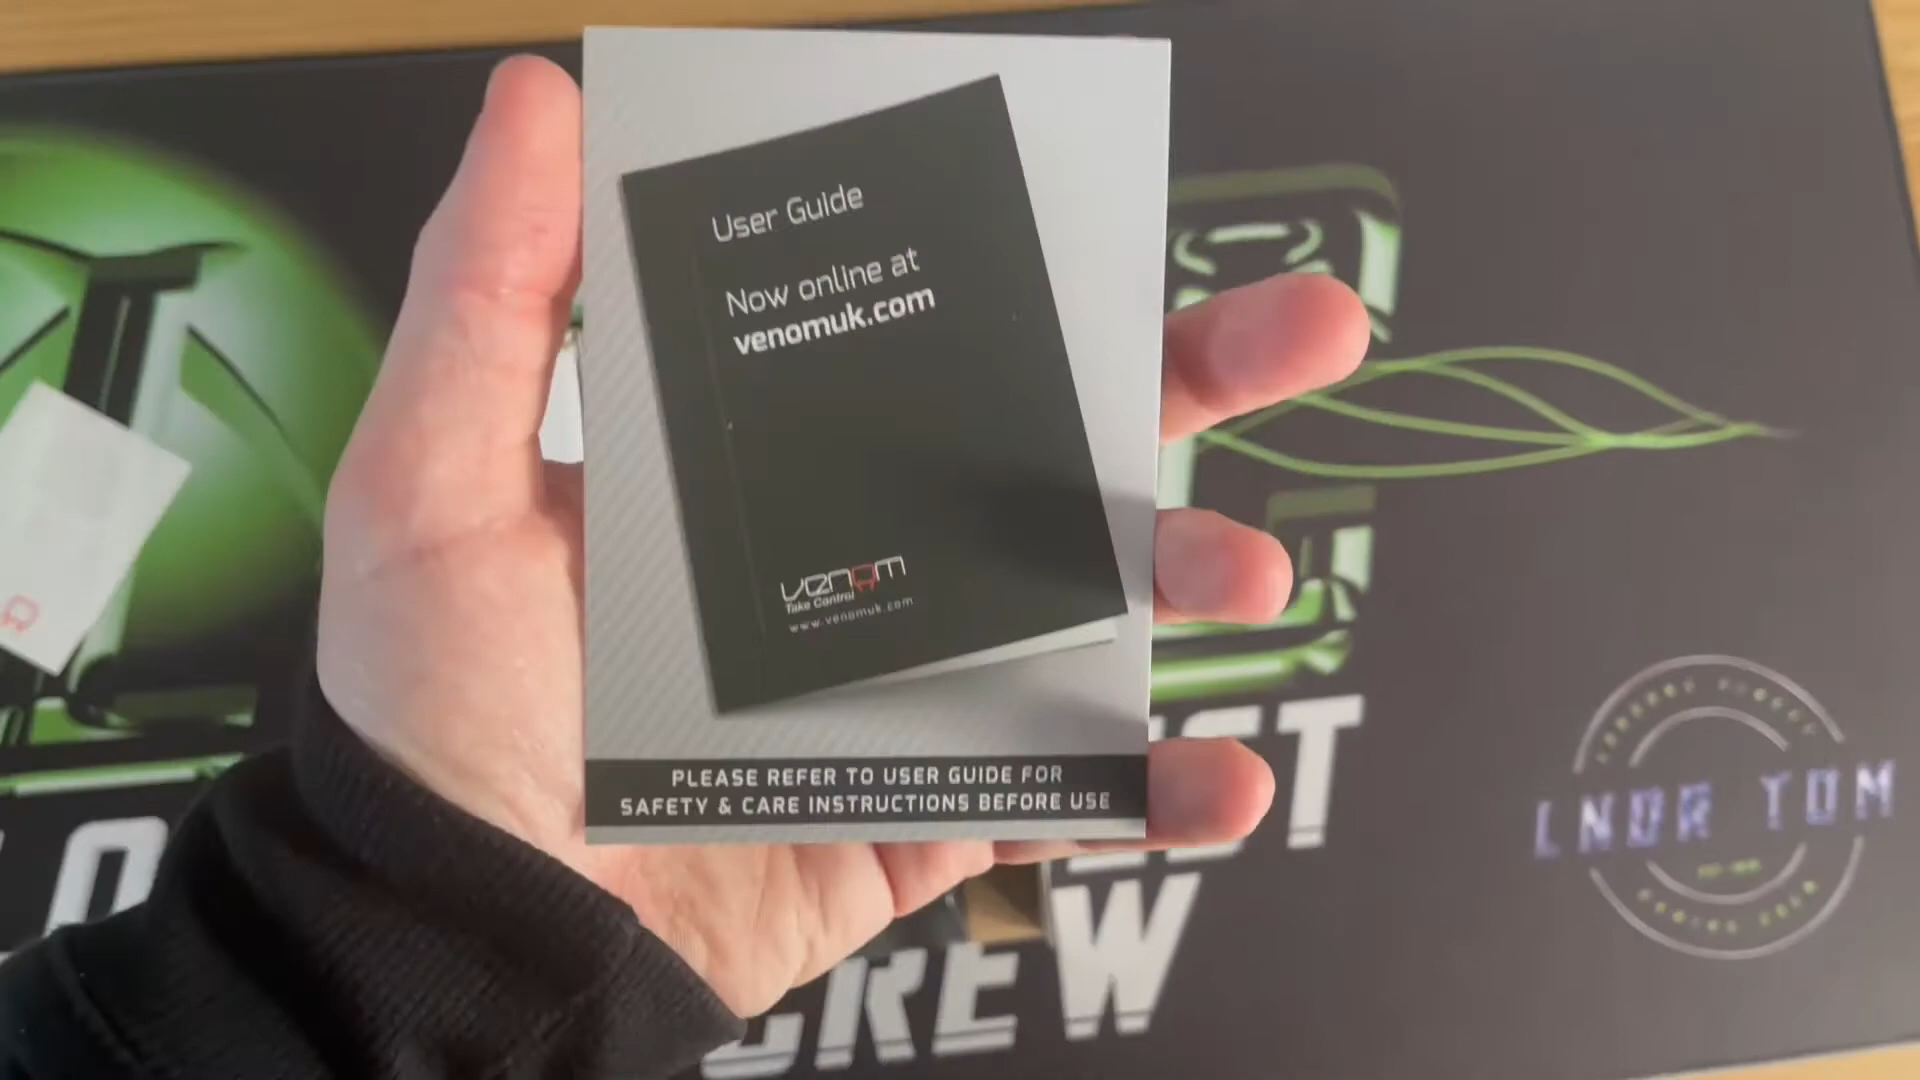 User Guide
Now online at
venomuk.com
venom
Take Control
www.venomuk.com
PLEASE REFER TO USER GUIDE FOR
SAFETY & CARE INSTRUCTIONS BEFORE USE
CREW
LNDR TOM